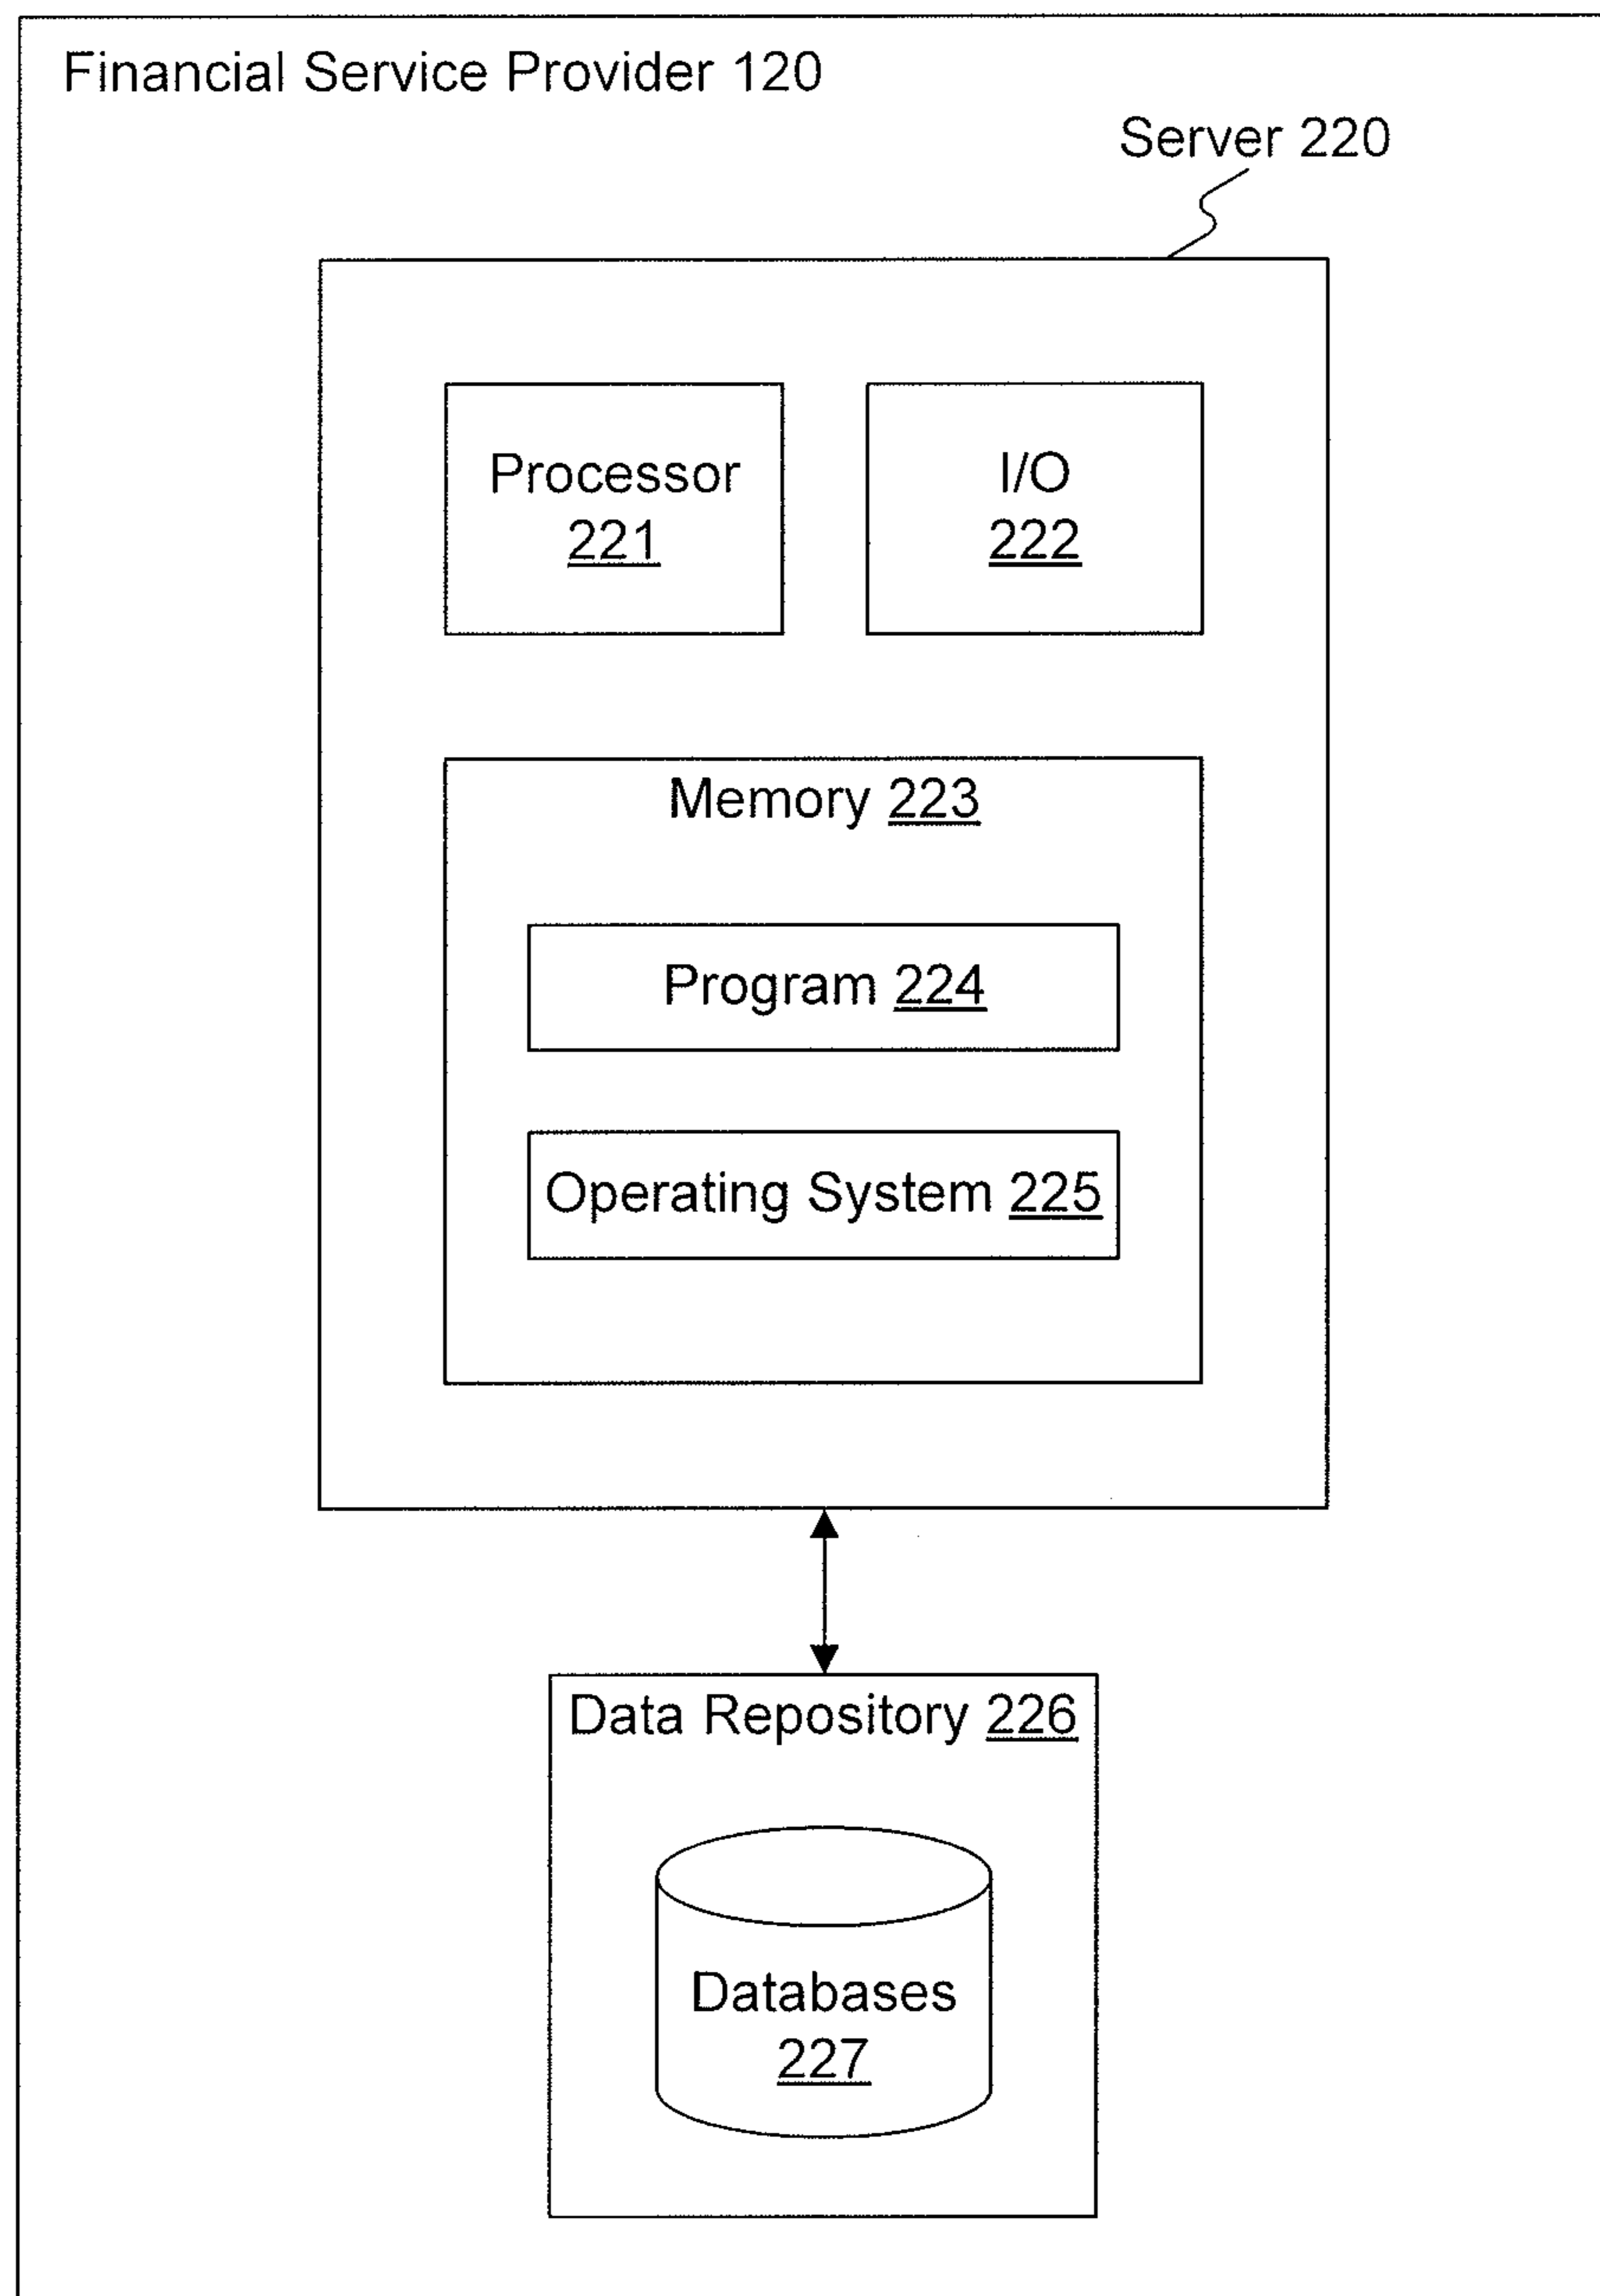 Financial Service Provider 120
Server 220
Processor
221
I/O
222
Memory 223
Program 224
Operating System 225
Data Repository 226
Databases
227